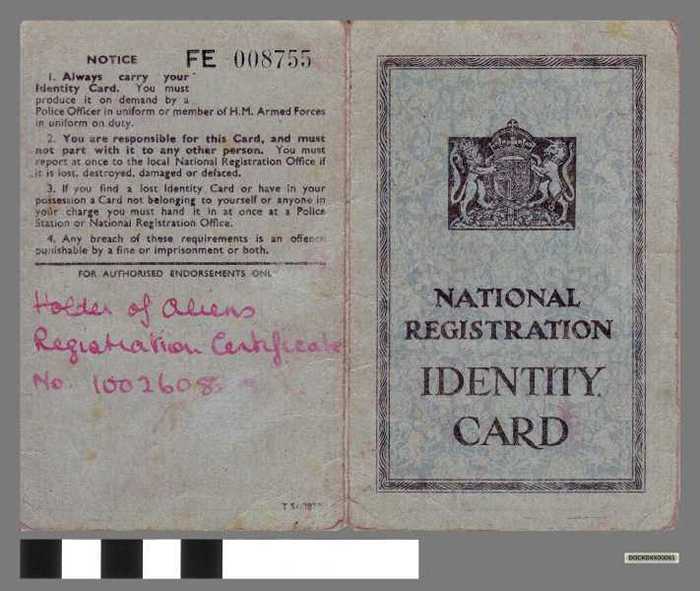 NOTICE FE 008755
1. Always carry your
Identity Card. You must
produce it on demand by a
Police Officer in uniform or member of H.M. Armed Forces
in uniform on duty.
2. You are responsible for this Card, and must
not part with it to any other person. You must
report at once to the local National Registration Office if
it is lost, destroyed, damaged or defaced.
3. If you find a lost Identity Card or have in your
possession a Card not belonging to yourself or anyone in
your charge you must hand it in at once at a Police
Station or National Registration Office.
4. Any breach of these requirements is an offence
punishable by a fine or imprisonment or both.
FOR AUTHORISED ENDORSEMENTS ONL
Holder of Aliens
Registration Certificate
No. 1002608
NATIONAL
REGISTRATION
IDENTITY
CARD